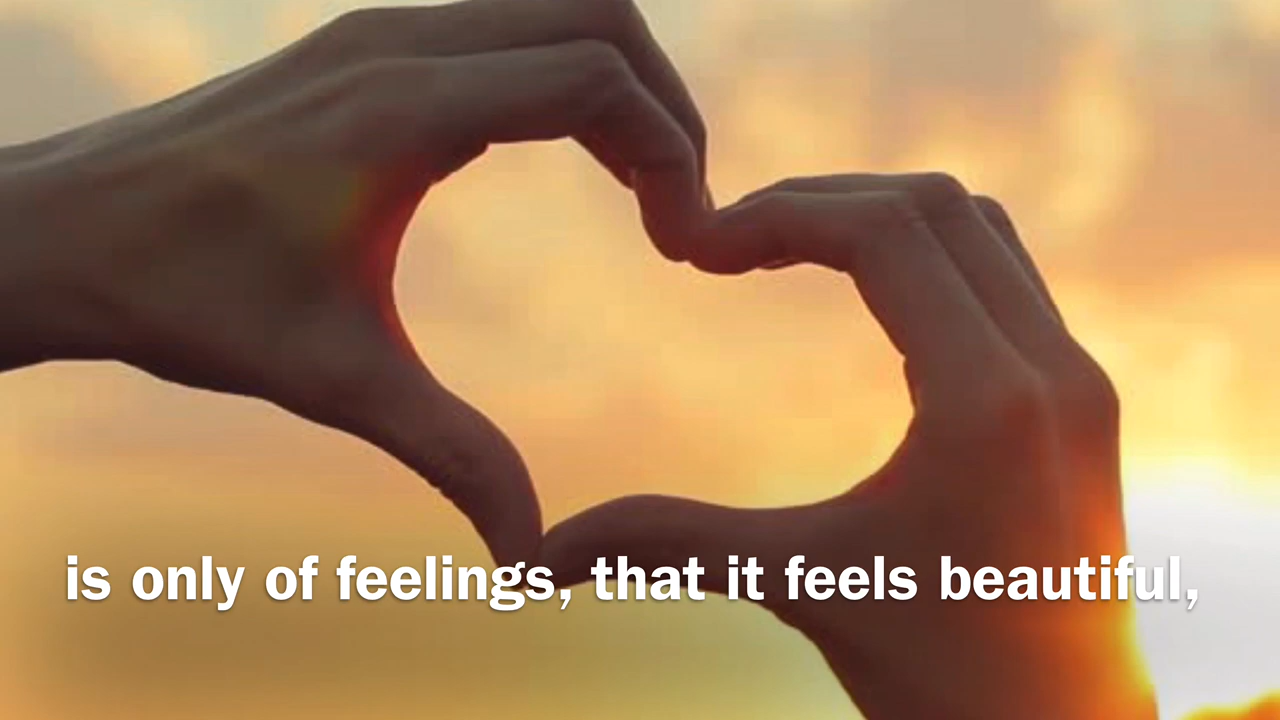 is only of feelings, that it feels beautiful,